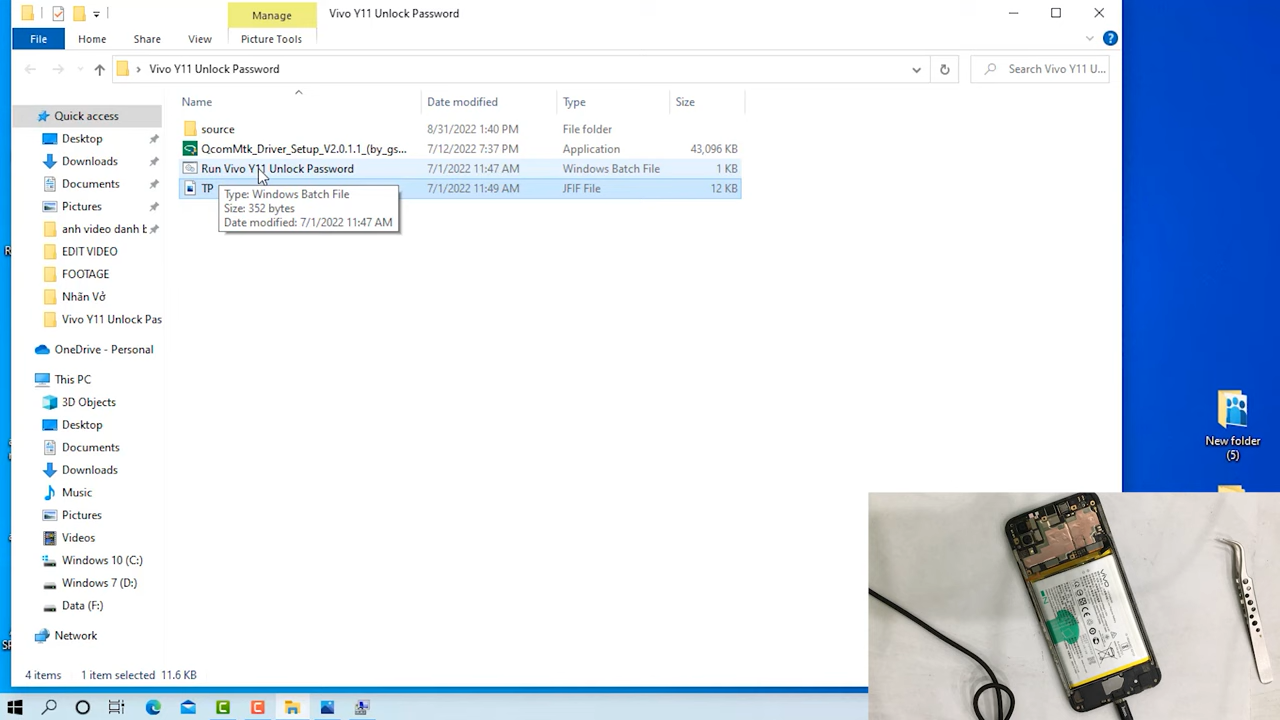 Manage
Vivo Y11 Unlock Password
File
Home
Share
View
Picture Tools
Vivo Y11 Unlock Password
Search Vivo Y11 U...
Name
Date modified
Type
Size
source
8/31/2022 1:40 PM
File folder
QcomMtk_Driver_Setup_V2.0.1.1_(by_gs...
7/12/2022 7:37 PM
Application
43,096 KB
Run Vivo Y11 Unlock Password
7/1/2022 11:47 AM
Windows Batch File
1 KB
TP
7/1/2022 11:49 AM
JFIF File
12 KB
Type: Windows Batch File
Size: 352 bytes
Date modified: 7/1/2022 11:47 AM
Quick access
Desktop
Downloads
Documents
Pictures
anh video danh b
EDIT VIDEO
FOOTAGE
Nhãn Vở
Vivo Y11 Unlock Pas
OneDrive - Personal
This PC
3D Objects
Desktop
Documents
Downloads
Music
Pictures
Videos
Windows 10 (C:)
Windows 7 (D:)
Data (F:)
Network
4 items
1 item selected 11.6 KB
New folder
(5)
vivo